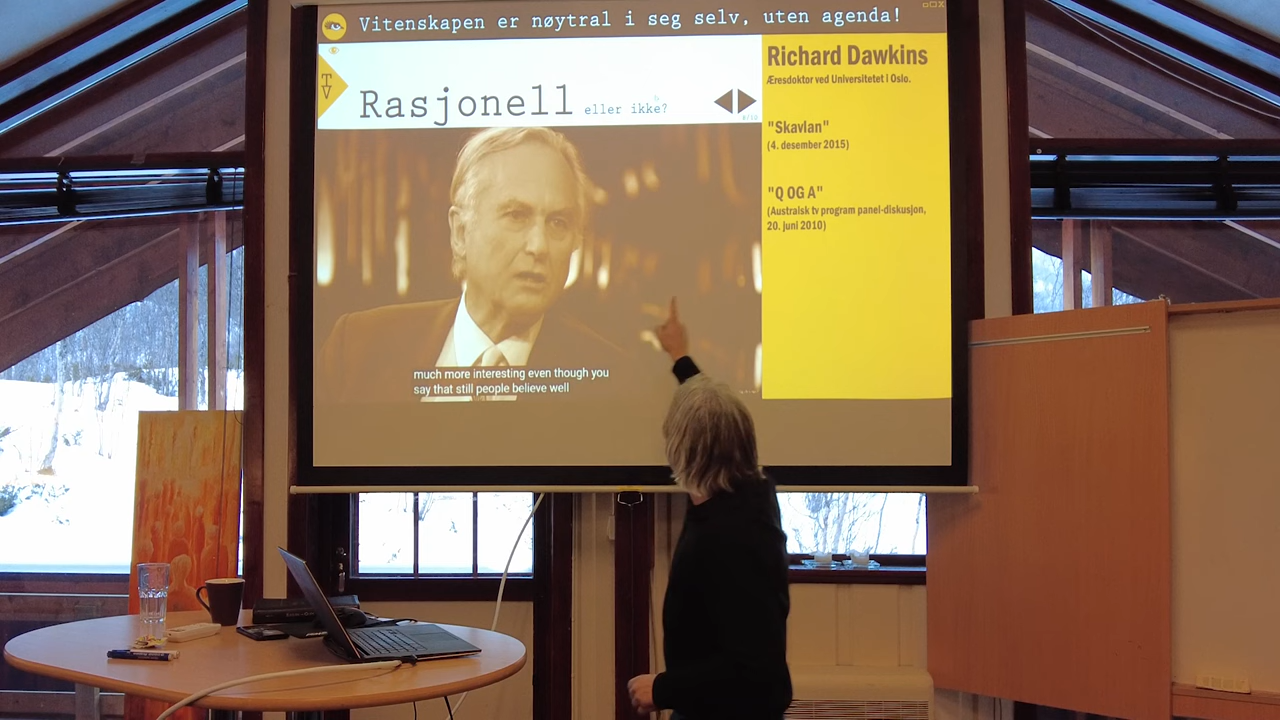 Vitenskapen er nøytral i seg selv, uten agenda!
TV
Rasjonell eller ikke?
Richard Dawkins
Æresdoktor ved Universitetet i Oslo.
"Skavlan"
(4. desember 2015)
"Q OG A"
(Australsk tv program panel-diskusjon,
20. juni 2010)
much more interesting even though you
say that still people believe well